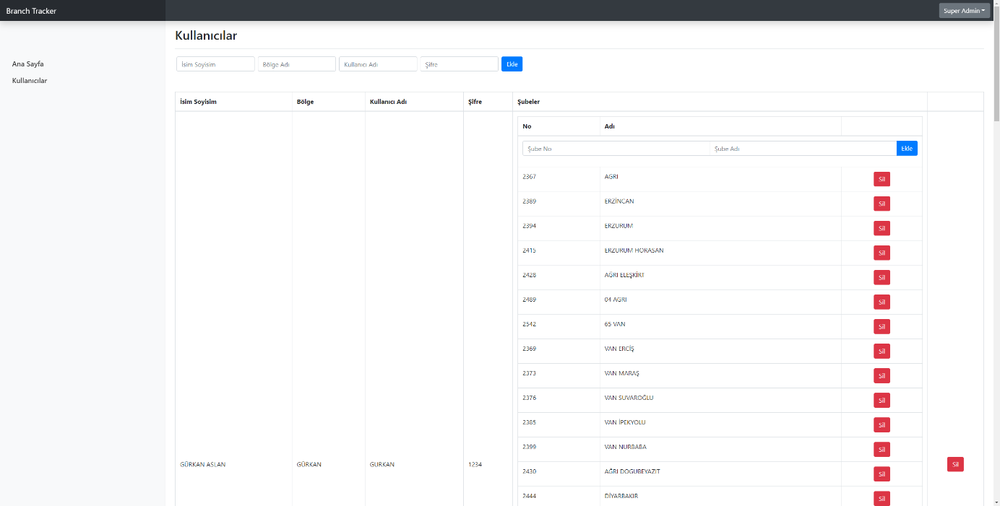 Branch Tracker
Super Admin
Ana Sayfa
Kullanıcılar
Kullanıcılar
İsim Soyisim Bölge Adı Kullanıcı Adı Şifre Ekle
İsim Soyisim Bölge Kullanıcı Adı Şifre Şubeler
No Adı
Şube No Şube Adı Ekle
2367 AGRI Sil
2389 ERZİNCAN Sil
2394 ERZURUM Sil
2415 ERZURUM HORASAN Sil
2428 AĞRI ELEŞKİRT Sil
2489 04 AGRI Sil
2542 65 VAN Sil
2369 VAN ERCİŞ Sil
2373 VAN MARAŞ Sil
2376 VAN SUVAROĞLU Sil
2385 VAN İPEKYOLU Sil
2399 VAN NURBABA Sil
GÜRKAN ASLAN GÜRKAN GURKAN 1234 Sil
2430 AĞRI DOGUBEYAZIT Sil
2444 DİYARBAKIR Sil